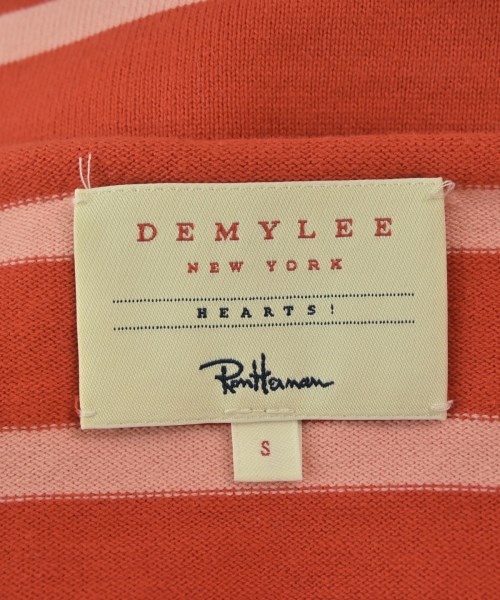 DEMYLEE
NEW YORK
HEARTS!
Ron Herman
S